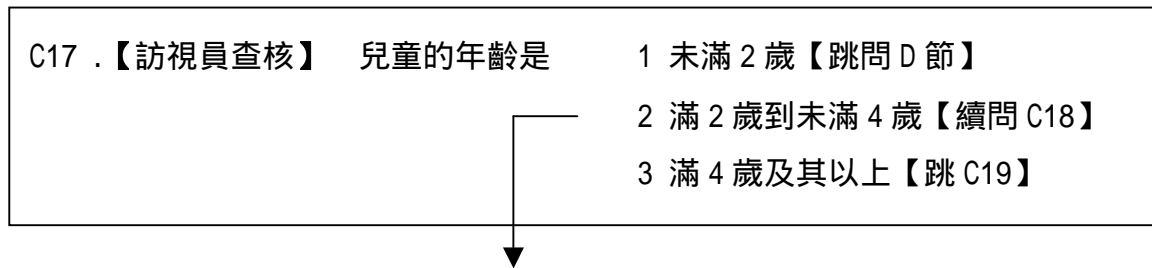 C17 .【訪視員查核】 兒童的年齡是 1 未滿 2 歲【跳問 D 節】
2 滿 2 歲到未滿 4 歲【續問 C18】
3 滿 4 歲及其以上【跳 C19】